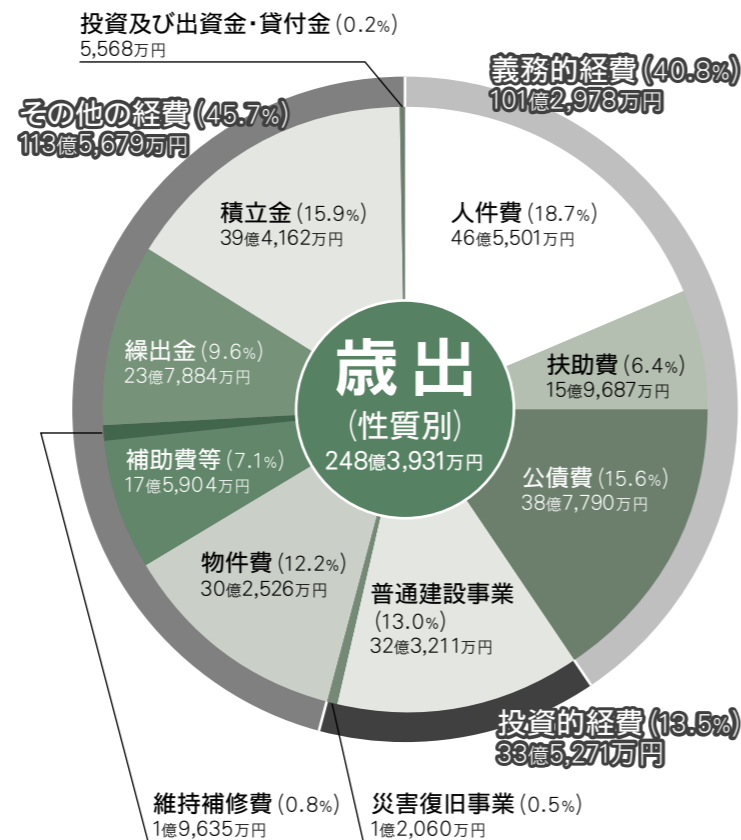 投資及び出資金・貸付金(0.2%)
5,568万円
義務的経費(40.8%)
101億2,978万円
その他の経費(45.7%)
113億5,679万円
積立金(15.9%)
39億4,162万円
人件費(18.7%)
46億5,501万円
繰出金(9.6%)
23億7,884万円
歳出
(性質別)
248億3,931万円
扶助費(6.4%)
15億9,687万円
補助費等(7.1%)
17億5,904万円
公債費(15.6%)
38億7,790万円
物件費(12.2%)
30億2,526万円
普通建設事業
(13.0%)
32億3,211万円
投資的経費(13.5%)
33億5,271万円
維持補修費(0.8%)
1億9,635万円
災害復旧事業(0.5%)
1億2,060万円